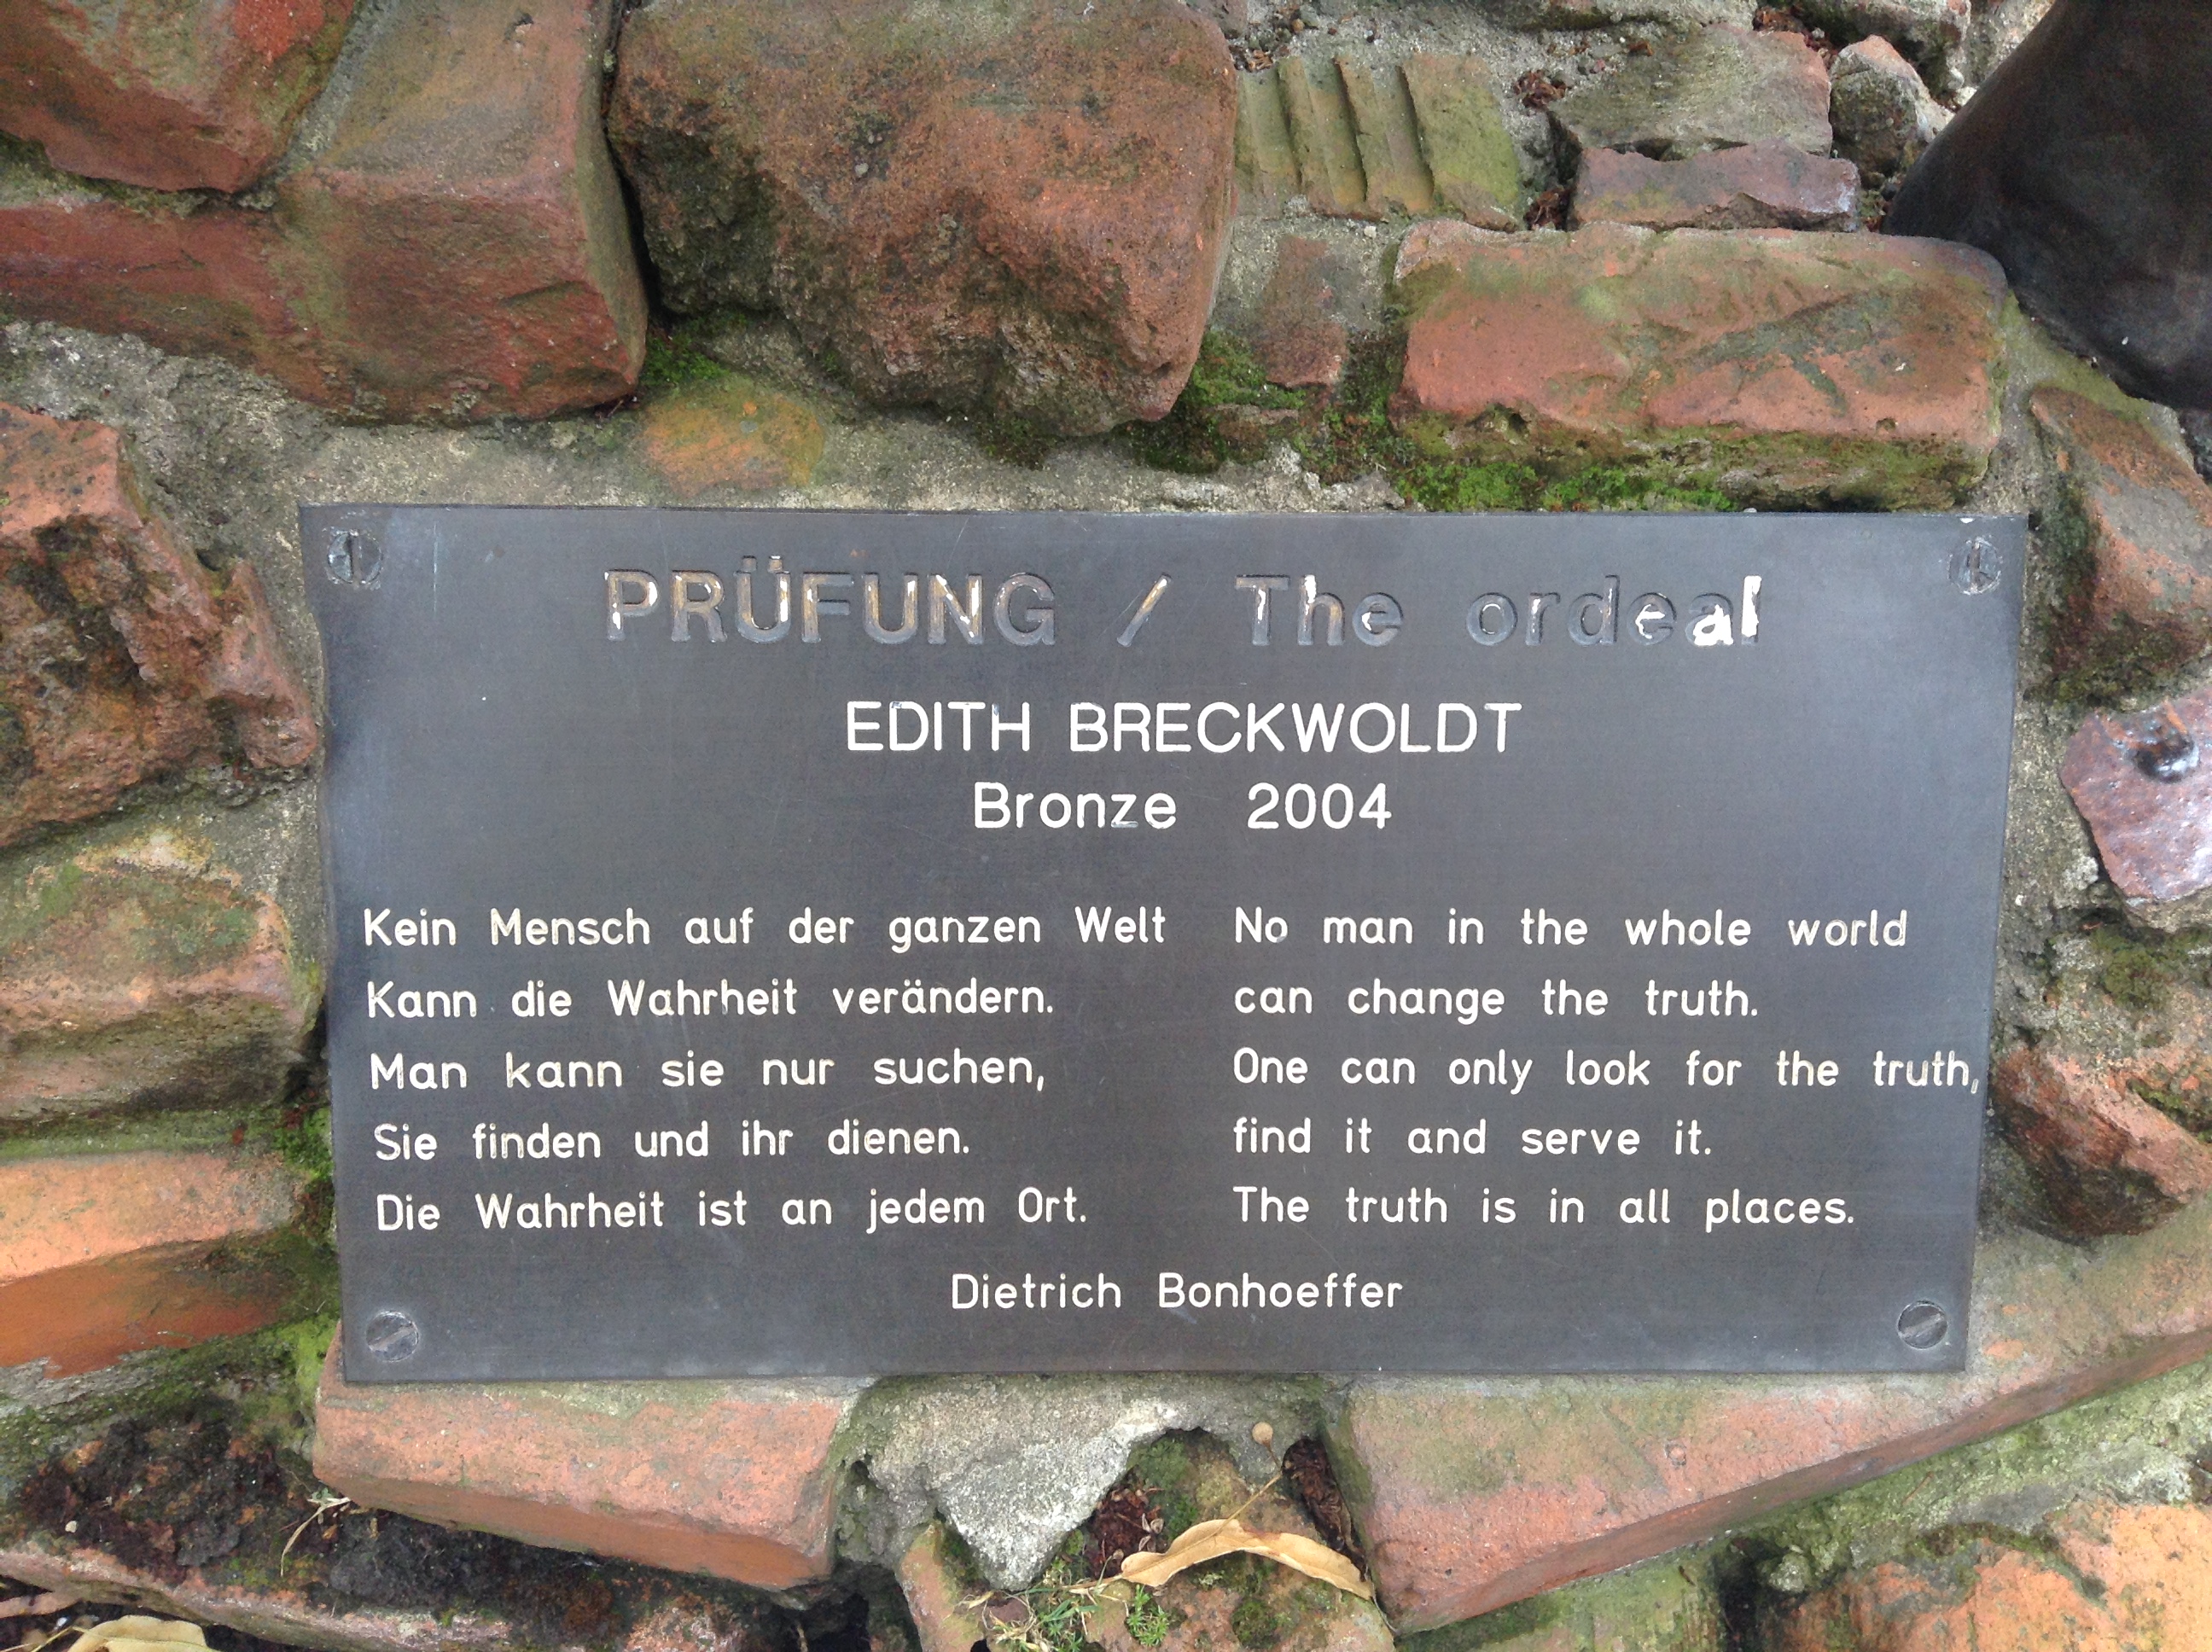 PRÜFUNG / The ordeal
EDITH BRECKWOLDT
Bronze 2004
Kein Mensch auf der ganzen Welt
Kann die Wahrheit verändern.
Man kann sie nur suchen,
Sie finden und ihr dienen.
Die Wahrheit ist an jedem Ort.
No man in the whole world
can change the truth.
One can only look for the truth,
find it and serve it.
The truth is in all places.
Dietrich Bonhoeffer